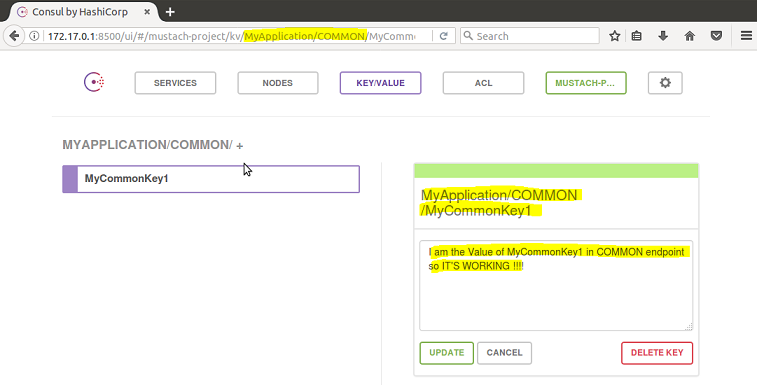 Consul by HashiCorp
172.17.0.1:8500/ui/#/mustach-project/kv/MyApplication/COMMON/MyComm
Search
SERVICES
NODES
KEY/VALUE
ACL
MUSTACH-P...
MYAPPLICATION/COMMON/ +
MyCommonKey1
MyApplication/COMMON
/MyCommonKey1
I am the Value of MyCommonKey1 in COMMON endpoint
so IT'S WORKING !!!!
UPDATE
CANCEL
DELETE KEY